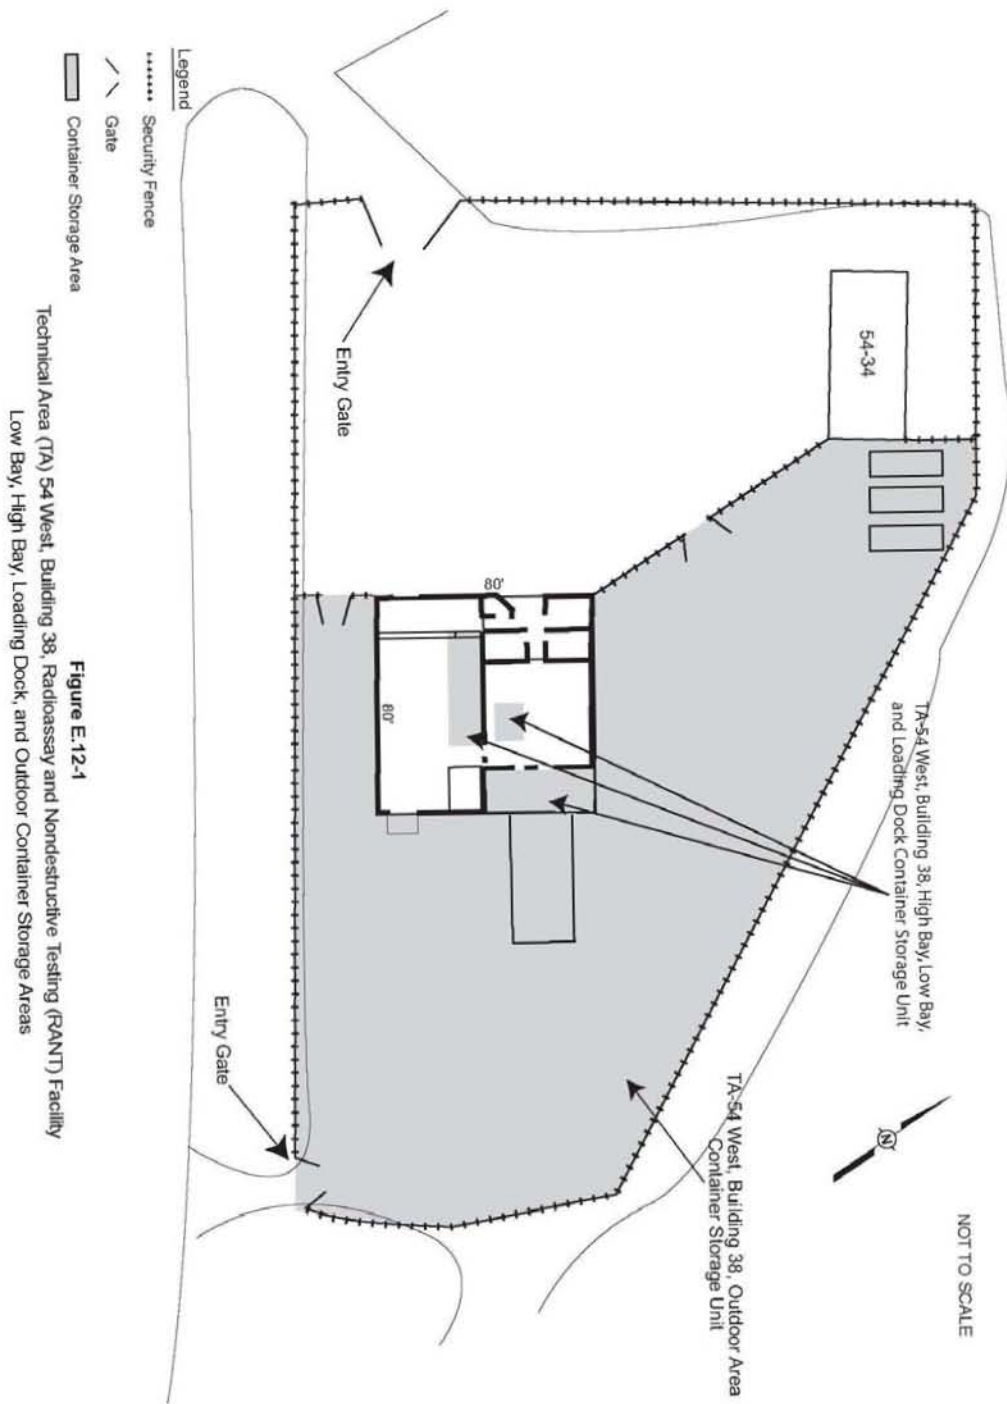 NOT TO SCALE
N
TA-54 West, Building 38, High Bay, Low Bay,
and Loading Dock Container Storage Unit
TA-54 West, Building 38, Outdoor Area
Container Storage Unit
54-34
80'
80'
Entry Gate
Entry Gate
Legend
Security Fence
Gate
Container Storage Area
Figure E.12-1
Technical Area (TA) 54 West, Building 38, Radioassay and Nondestructive Testing (RANT) Facility
Low Bay, High Bay, Loading Dock, and Outdoor Container Storage Areas